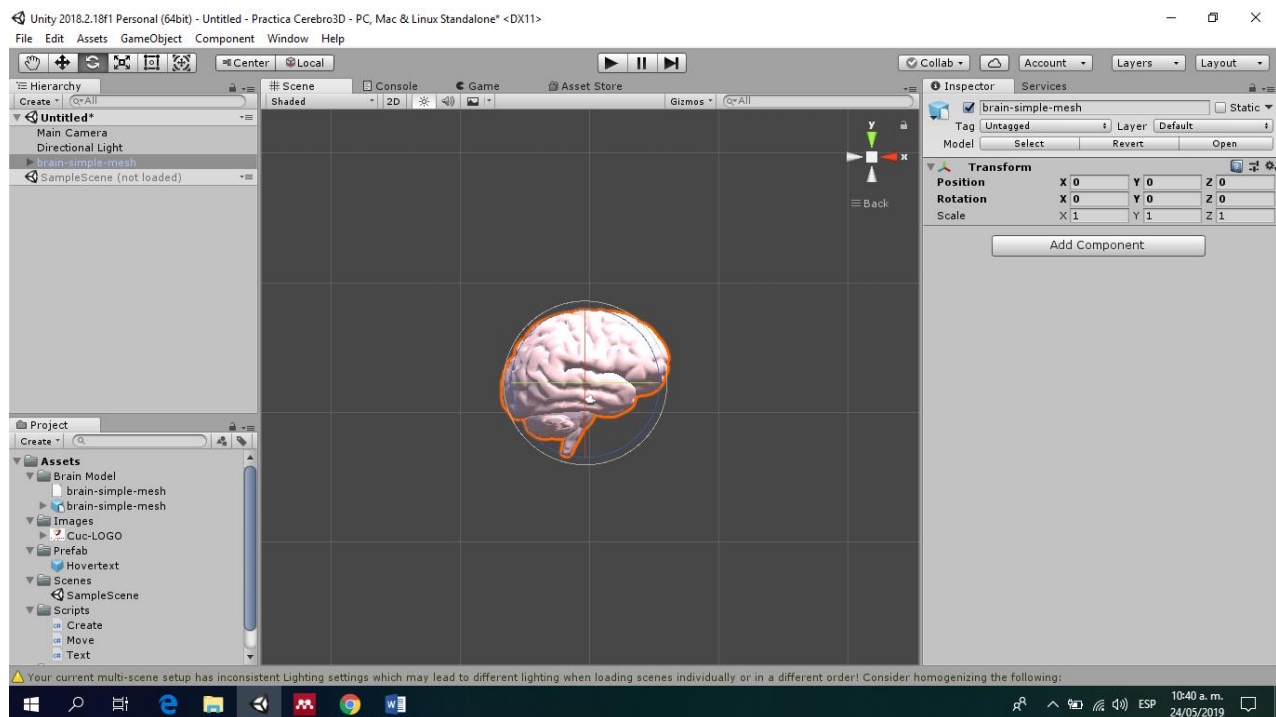 Unity 2018.2.18f1 Personal (64bit) - Untitled - Practica Cerebro3D - PC, Mac & Linux Standalone* <DX11>
File Edit Assets GameObject Component Window Help
Center Local Collab Account Layers Layout
Hierarchy
Create All
Untitled*
Main Camera
Directional Light
brain-simple-mesh
SampleScene (not loaded)
Project
Create
Assets
Brain Model
brain-simple-mesh
brain-simple-mesh
Images
Cuc-LOGO
Prefab
Hovertext
Scenes
SampleScene
Scripts
Create
Move
Text
Scene Console Game Asset Store
Shaded 2D Gizmos All
y
x
Back
Inspector Services
brain-simple-mesh Static
Tag Untagged Layer Default
Model Select Revert Open
Transform
Position X 0 Y 0 Z 0
Rotation X 0 Y 0 Z 0
Scale X 1 Y 1 Z 1
Add Component
Your current multi-scene setup has inconsistent Lighting settings which may lead to different lighting when loading scenes individually or in a different order! Consider homogenizing the following:
ESP
10:40 a. m.
24/05/2019